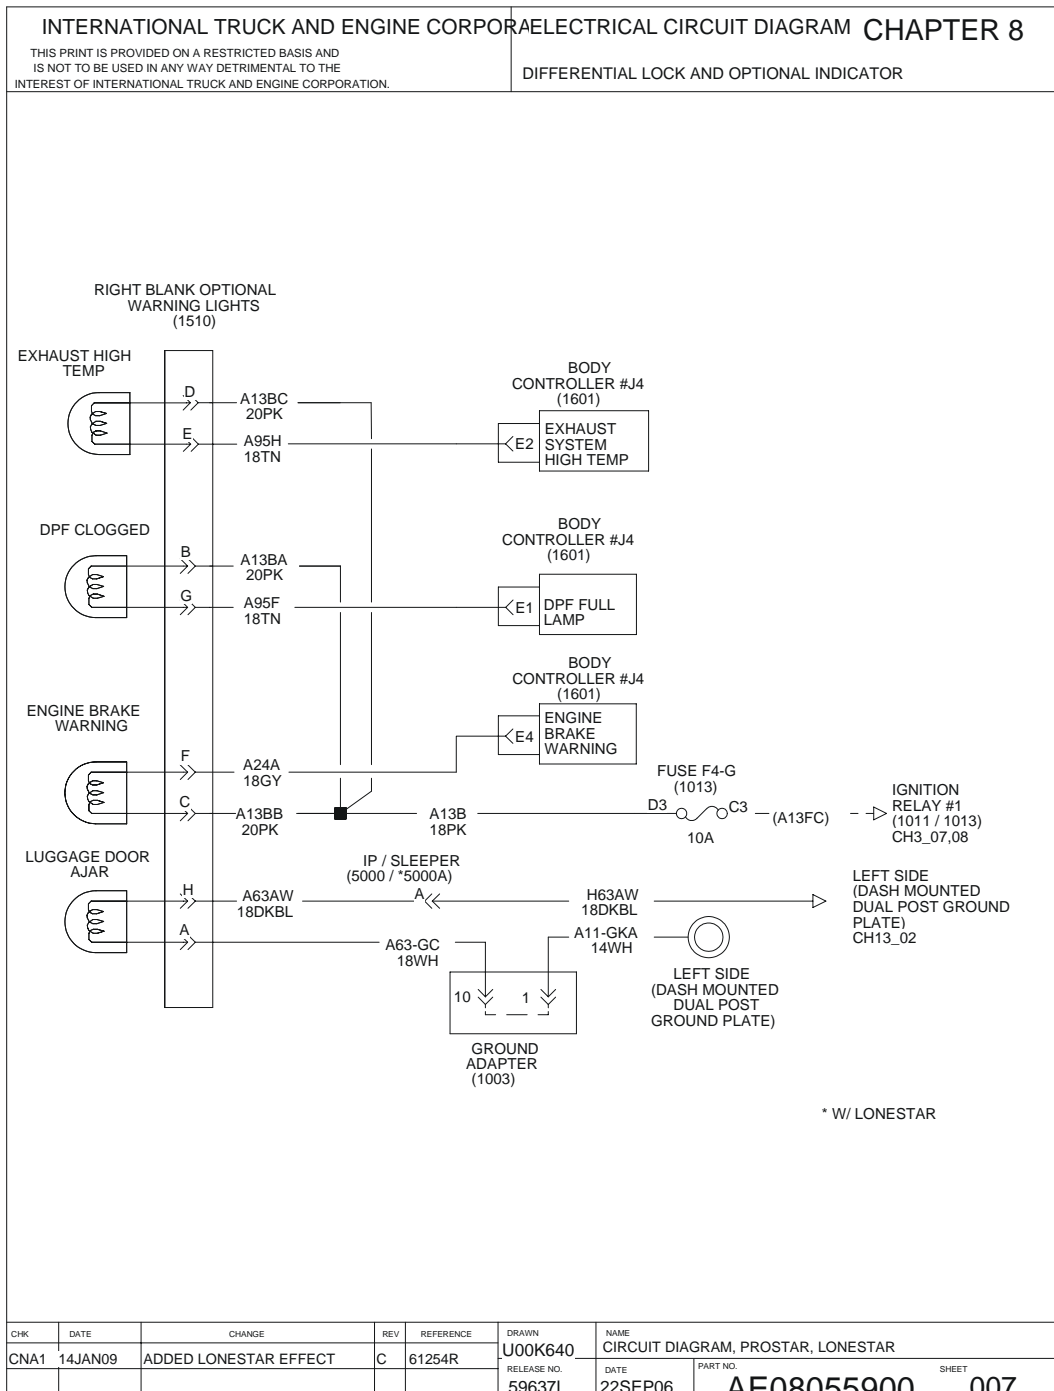 INTERNATIONAL TRUCK AND ENGINE CORPORA
ELECTRICAL CIRCUIT DIAGRAM CHAPTER 8
THIS PRINT IS PROVIDED ON A RESTRICTED BASIS AND
IS NOT TO BE USED IN ANY WAY DETRIMENTAL TO THE
INTEREST OF INTERNATIONAL TRUCK AND ENGINE CORPORATION.
DIFFERENTIAL LOCK AND OPTIONAL INDICATOR
RIGHT BLANK OPTIONAL
WARNING LIGHTS
(1510)
EXHAUST HIGH
TEMP
D
A13BC
20PK
E
A95H
18TN
BODY
CONTROLLER #J4
(1601)
E2
EXHAUST
SYSTEM
HIGH TEMP
DPF CLOGGED
B
A13BA
20PK
G
A95F
18TN
BODY
CONTROLLER #J4
(1601)
E1
DPF FULL
LAMP
ENGINE BRAKE
WARNING
F
A24A
18GY
BODY
CONTROLLER #J4
(1601)
E4
ENGINE
BRAKE
WARNING
C
A13BB
20PK
A13B
18PK
FUSE F4-G
(1013)
D3
C3
10A
(A13FC)
IGNITION
RELAY #1
(1011 / 1013)
CH3_07,08
LUGGAGE DOOR
AJAR
H
A63AW
18DKBL
IP / SLEEPER
(5000 / *5000A)
A
H63AW
18DKBL
LEFT SIDE
(DASH MOUNTED
DUAL POST GROUND
PLATE)
CH13_02
A
A63-GC
18WH
A11-GKA
14WH
LEFT SIDE
(DASH MOUNTED
DUAL POST
GROUND PLATE)
10
1
GROUND
ADAPTER
(1003)
* W/ LONESTAR
CHK DATE CHANGE REV REFERENCE
CNA1 14JAN09 ADDED LONESTAR EFFECT C 61254R
DRAWN
U00K640
NAME
CIRCUIT DIAGRAM, PROSTAR, LONESTAR
RELEASE NO.
59637L
DATE
22SEP06
PART NO.
AE08055900
SHEET
007